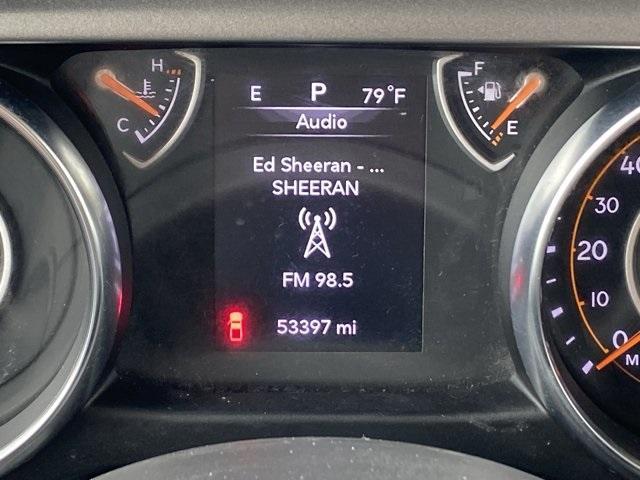 H
C
E P 79°F
Audio
Ed Sheeran - ...
SHEERAN
FM 98.5
53397 mi
F
E
40
30
20
10
0
M